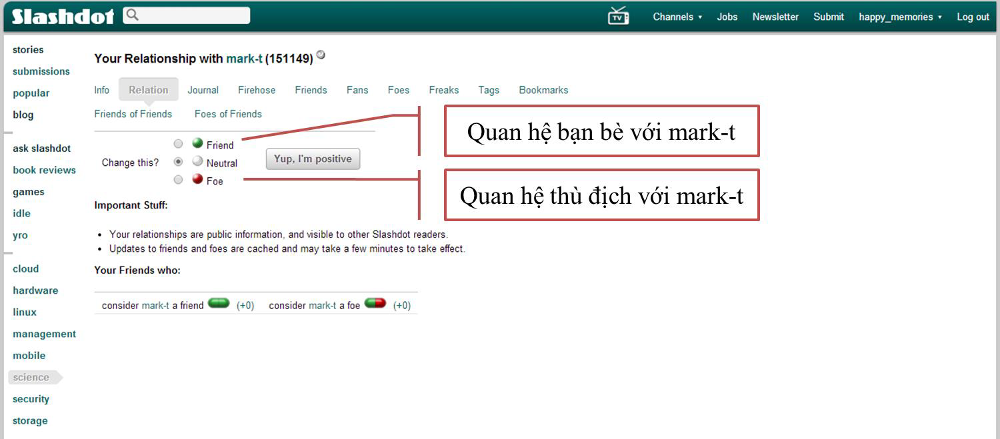 Slashdot
TV
Channels ▾ Jobs Newsletter Submit happy_memories ▾ Log out
stories
submissions
popular
blog
ask slashdot
book reviews
games
idle
yro
cloud
hardware
linux
management
mobile
science
security
storage
Your Relationship with mark-t (151149)
Info Relation Journal Firehose Friends Fans Foes Freaks Tags Bookmarks
Friends of Friends Foes of Friends
Change this?
Friend
Neutral
Foe
Yup, I'm positive
Quan hệ bạn bè với mark-t
Quan hệ thù địch với mark-t
Important Stuff:
• Your relationships are public information, and visible to other Slashdot readers.
• Updates to friends and foes are cached and may take a few minutes to take effect.
Your Friends who:
consider mark-t a friend (+0) consider mark-t a foe (+0)